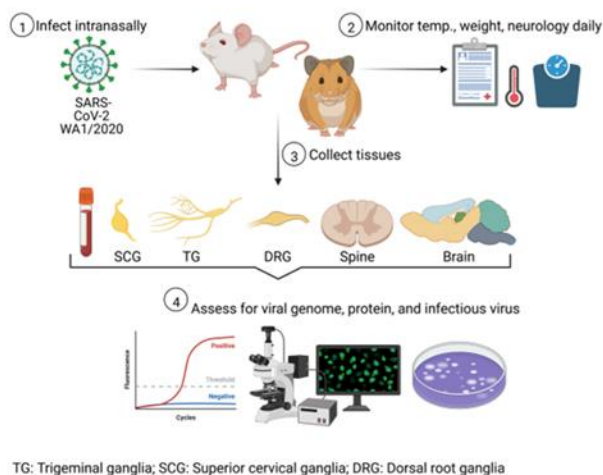 1 Infect intranasally
2 Monitor temp., weight, neurology daily
SARS-
CoV-2
WA1/2020
3 Collect tissues
SCG TG DRG Spine Brain
4 Assess for viral genome, protein, and infectious virus
Positive
Threshold
Negative
Fluorescence
Cycles
TG: Trigeminal ganglia; SCG: Superior cervical ganglia; DRG: Dorsal root ganglia